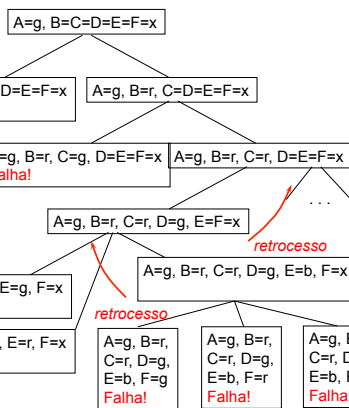 A=g, B=C=D=E=F=x
D=E=F=x
A=g, B=r, C=D=E=F=x
=g, B=r, C=g, D=E=F=x
alha!
A=g, B=r, C=r, D=E=F=x
. . .
A=g, B=r, C=r, D=g, E=F=x
retrocesso
A=g, B=r, C=r, D=g, E=b, F=x
E=g, F=x
retrocesso
, E=r, F=x
A=g, B=r,
C=r, D=g,
E=b, F=g
Falha!
A=g, B=r,
C=r, D=g,
E=b, F=r
Falha!
A=g, B
C=r, D
E=b, F
Falha